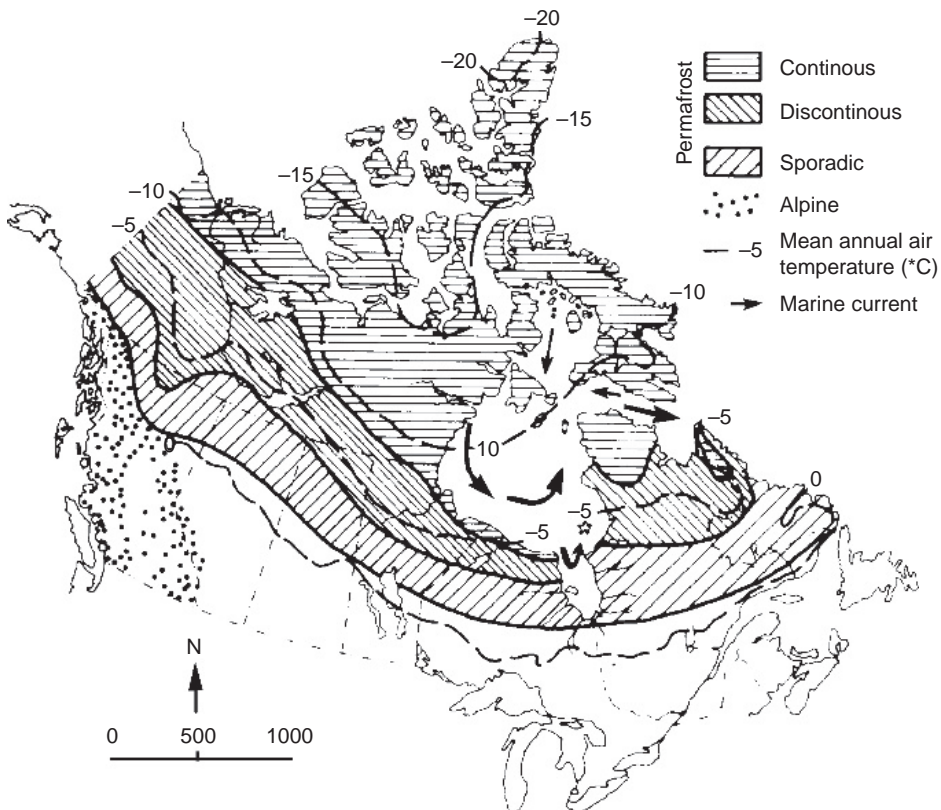 –20
–20
–15
–15
–10
–5
–10
–5
10
–5
–5
0
Permafrost
Continous
Discontinous
Sporadic
Alpine
–5 Mean annual air
temperature (*C)
Marine current
N
0 500 1000